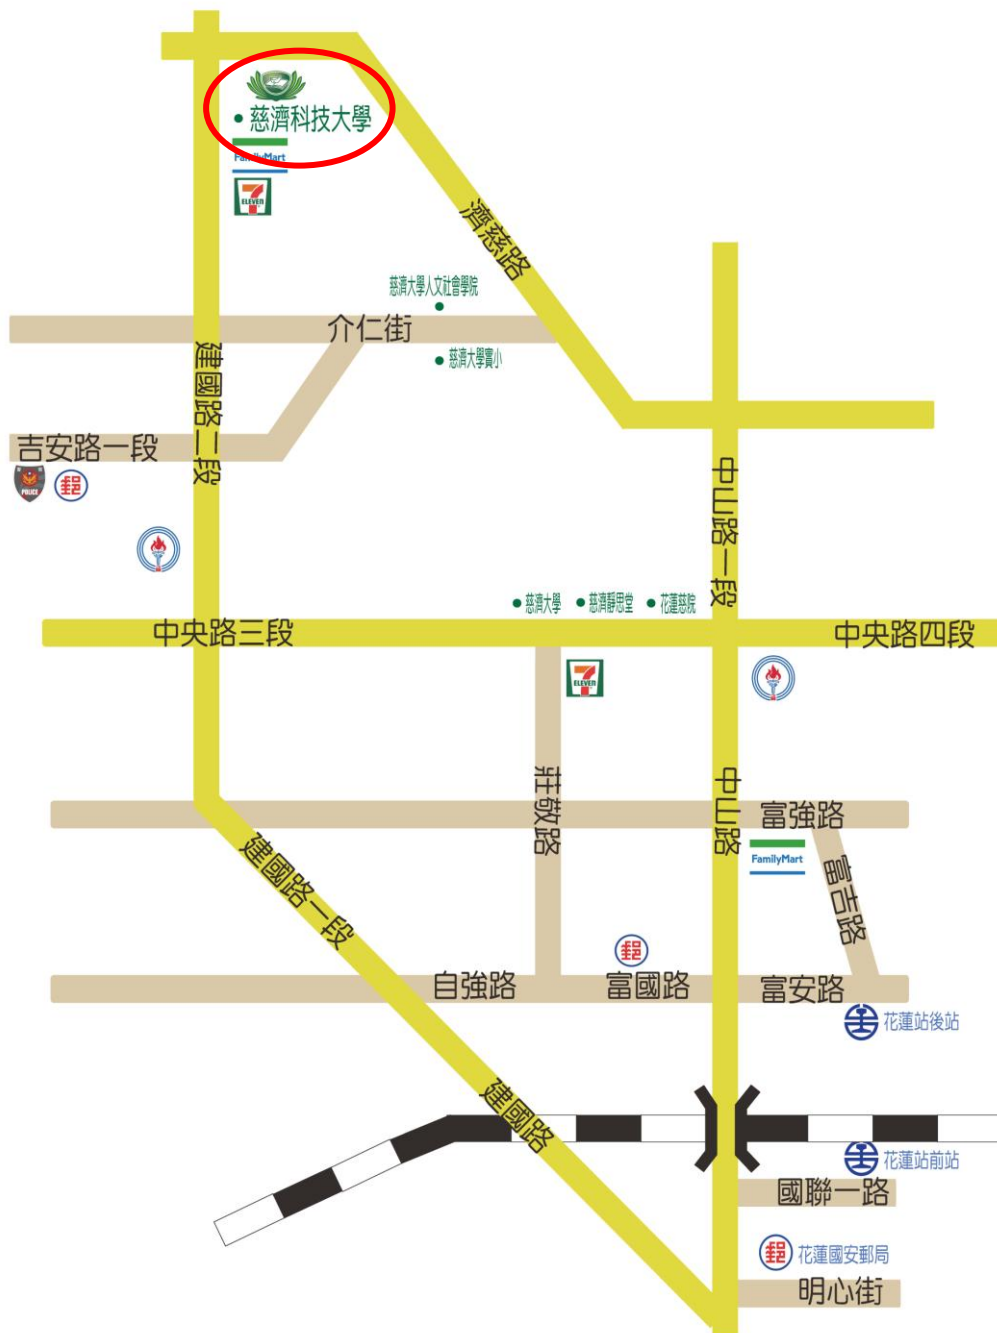 慈濟科技大學
FamilyMart
7
ELEVEN
濟慈路
慈濟大學人文社會學院
介仁街
慈濟大學實小
建國路二段
吉安路一段
POLICE
郵
中山路一段
慈濟大學
慈濟靜思堂
花蓮慈院
中央路三段
中央路四段
7
ELEVEN
莊敬路
中山路
富強路
FamilyMart
建國路一段
富吉路
郵
自強路
富國路
富安路
花蓮站後站
建國路
花蓮站前站
國聯一路
郵
花蓮國安郵局
明心街